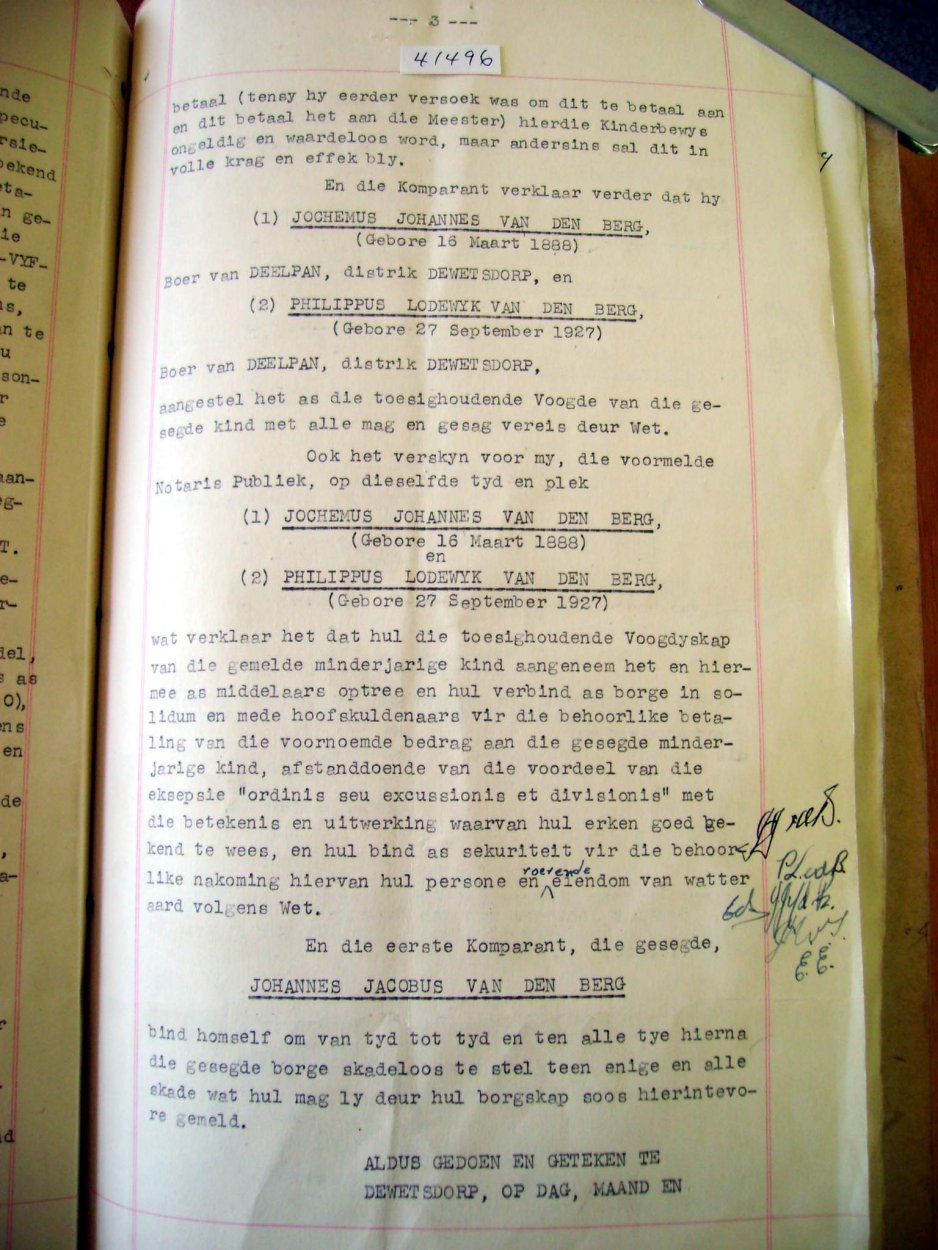 --- 3 ---
41496
betaal (tensy hy eerder versoek was om dit te betaal aan
en dit betaal het aan die Meester) hierdie Kinderbewys
ongeldig en waardeloos word, maar andersins sal dit in
volle krag en effek bly.
En die Komparant verklaar verder dat hy
(1) JOCHEMUS JOHANNES VAN DEN BERG,
(Gebore 16 Maart 1888)
Boer van DEELPAN, distrik DEWETSDORP, en
(2) PHILIPPUS LODEWYK VAN DEN BERG,
(Gebore 27 September 1927)
Boer van DEELPAN, distrik DEWETSDORP,
aangestel het as die toesighoudende Voogde van die ge-
segde kind met alle mag en gesag vereis deur Wet.
Ook het verskyn voor my, die voormelde
Notaris Publiek, op dieselfde tyd en plek
(1) JOCHEMUS JOHANNES VAN DEN BERG,
(Gebore 16 Maart 1888)
en
(2) PHILIPPUS LODEWYK VAN DEN BERG,
(Gebore 27 September 1927)
wat verklaar het dat hul die toesighoudende Voogdyskap
van die gemelde minderjarige kind aangeneem het en hier-
mee as middelaars optree en hul verbind as borge in so-
lidum en mede hoofskuldenaars vir die behoorlike beta-
ling van die voornoemde bedrag aan die gesegde minder-
jarige kind, afstanddoende van die voordeel van die
eksepsie "ordinis seu excussionis et divisionis" met
die betekenis en uitwerking waarvan hul erken goed be-
kend te wees, en hul bind as sekuriteit vir die behoor-
like nakoming hiervan hul persone en roerende eiendom van watter
aard volgens Wet.
E.E.
En die eerste Komparant, die gesegde,
JOHANNES JACOBUS VAN DEN BERG
bind homself om van tyd tot tyd en ten alle tye hierna
die gesegde borge skadeloos te stel teen enige en alle
skade wat hul mag ly deur hul borgskap soos hierintevo-
re gemeld.
ALDUS GEDOEN EN GETEKEN TE
DEWETSDORP, OP DAG, MAAND EN